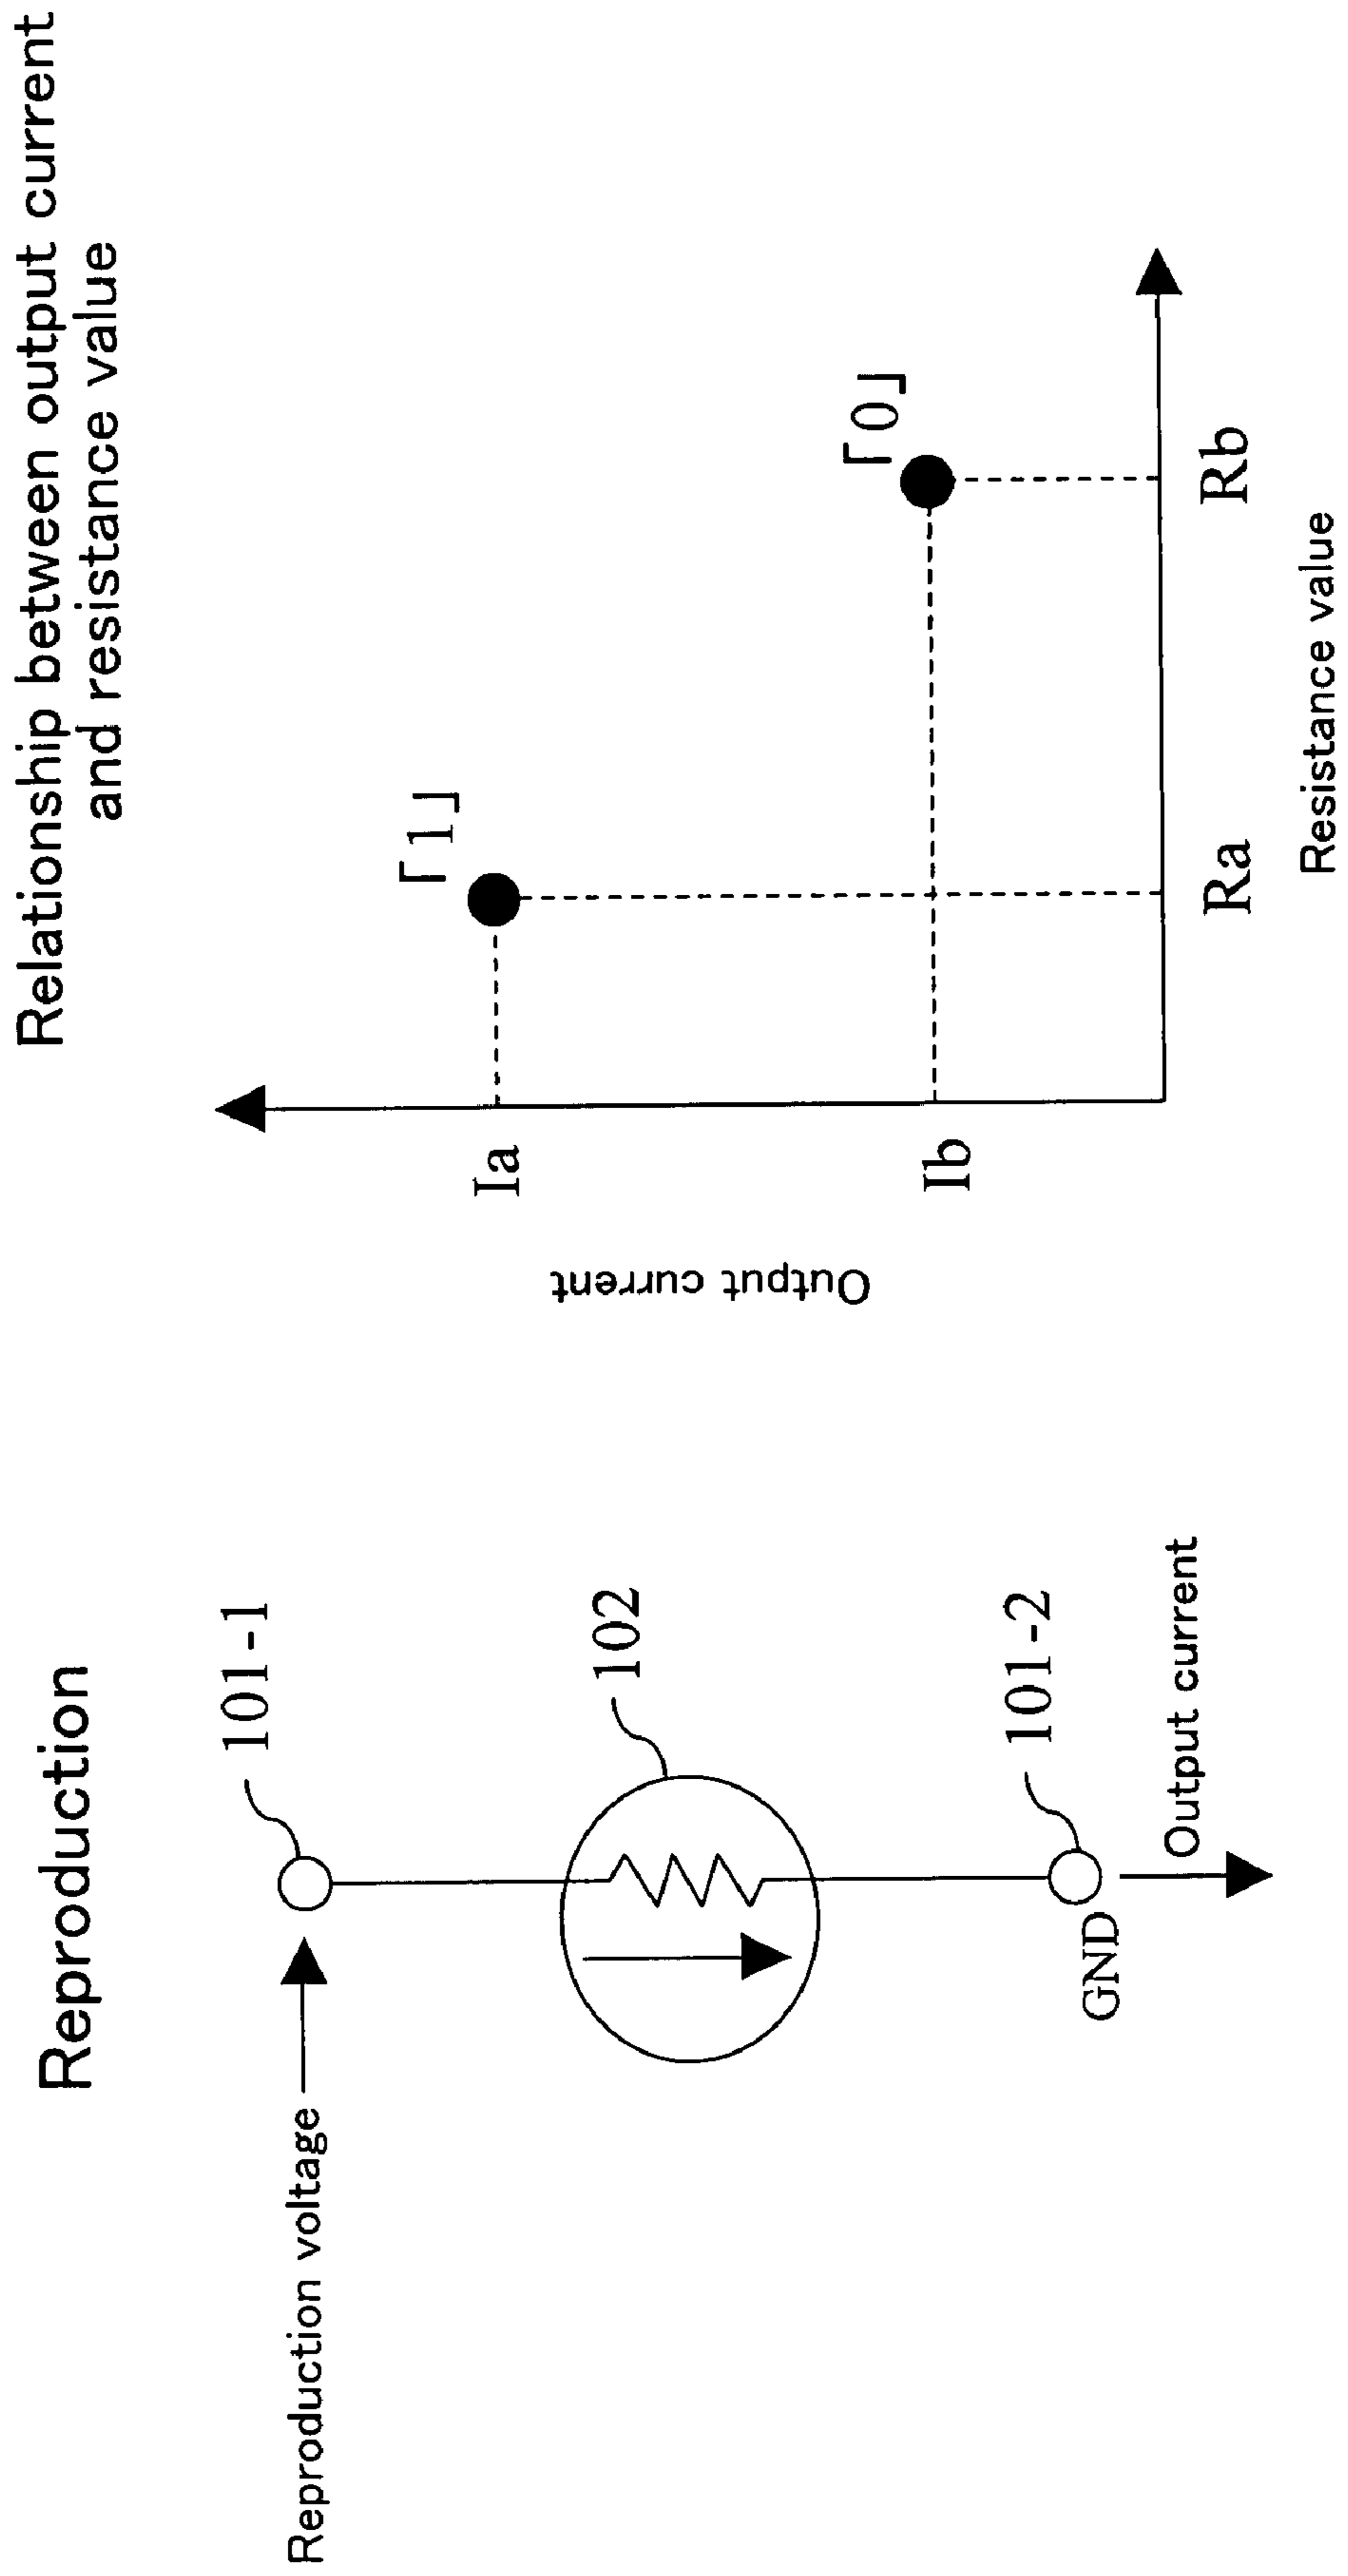 Reproduction
Reproduction voltage
101-1
102
101-2
GND
Output current
Relationship between output current
and resistance value
「1」
「0」
Ia
Ib
Output current
Ra
Rb
Resistance value